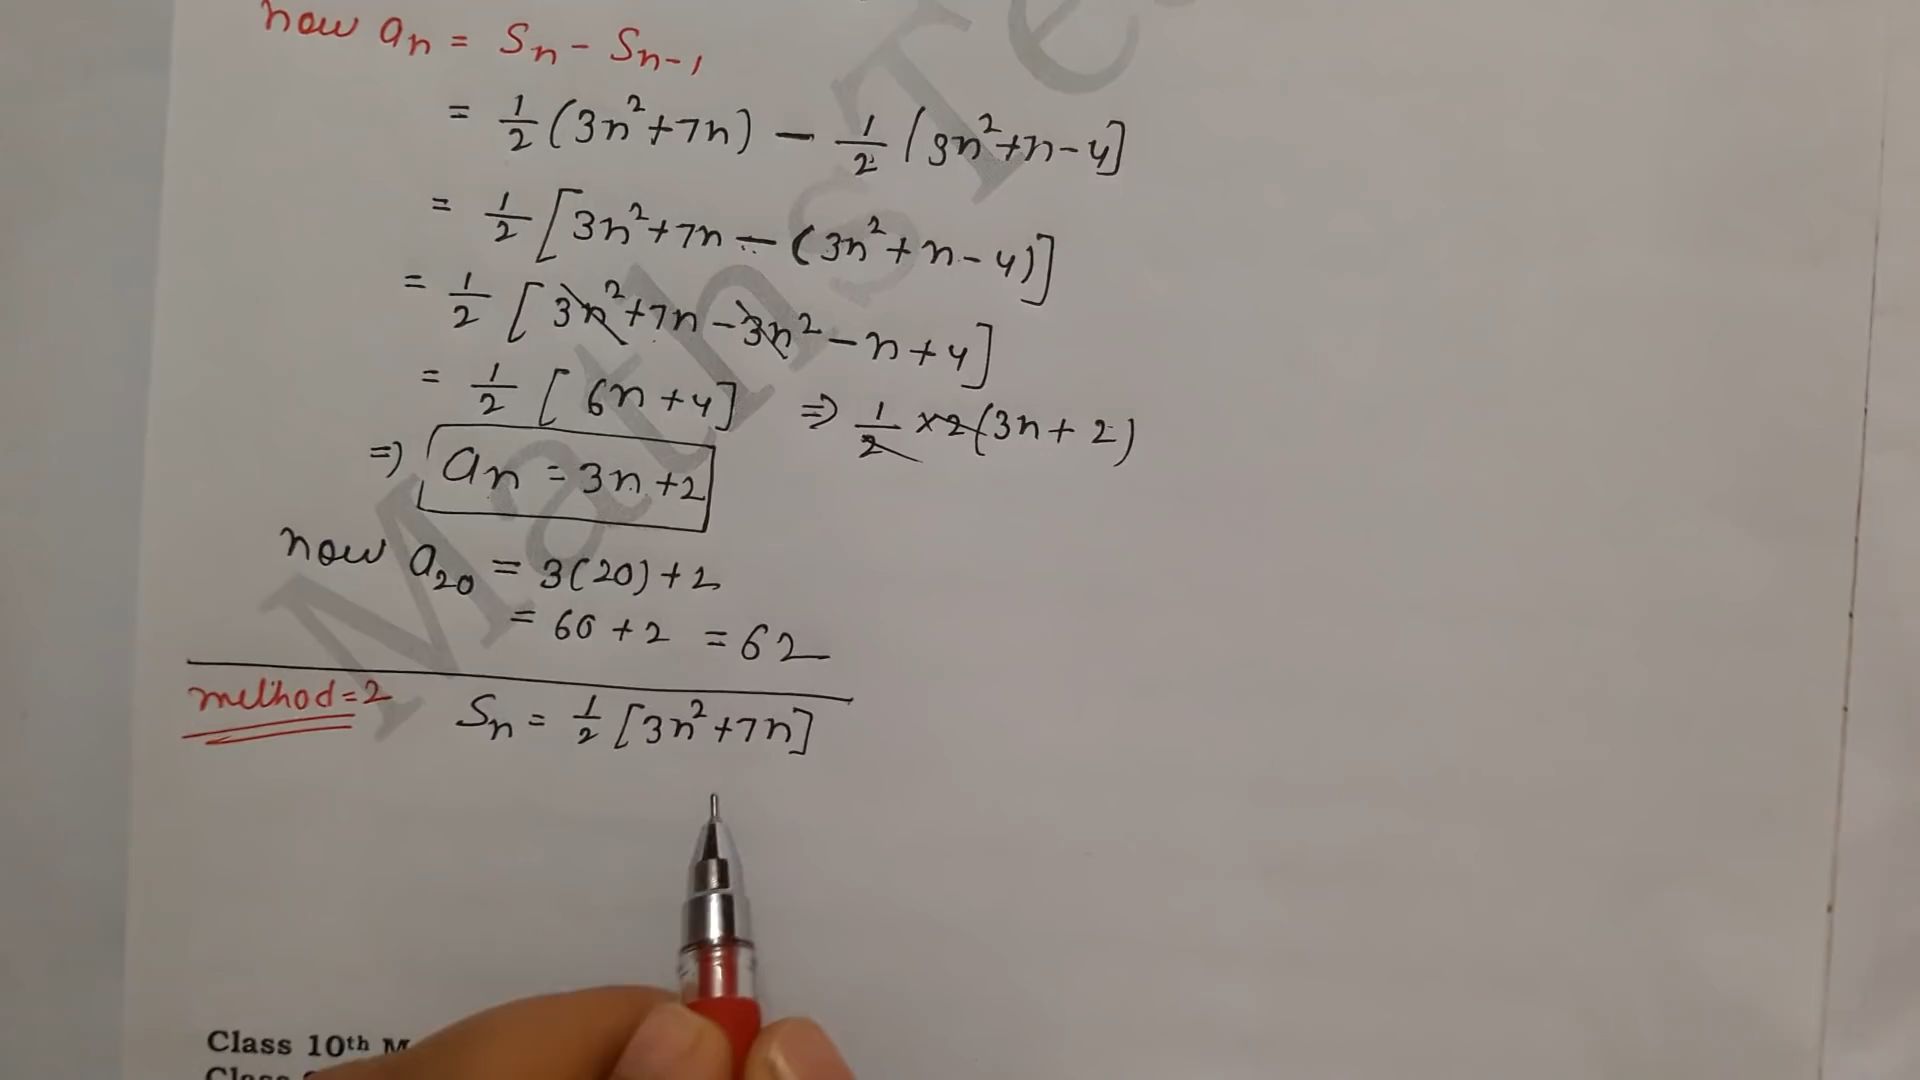 now aₙ = Sₙ - Sₙ₋₁
= 1/2 (3n²+7n) - 1/2 [3n²+n-4]
= 1/2 [3n²+7n - (3n²+n-4)]
= 1/2 [3n²+7n-3n²-n+4]
= 1/2 [6n+4] ⇒ 1/2 ×2(3n+2)
⇒ aₙ = 3n+2
now a₂₀ = 3(20)+2
= 60+2 = 62
method=2 Sₙ = 1/2 [3n²+7n]
Class 10th M
Class
MathsTe